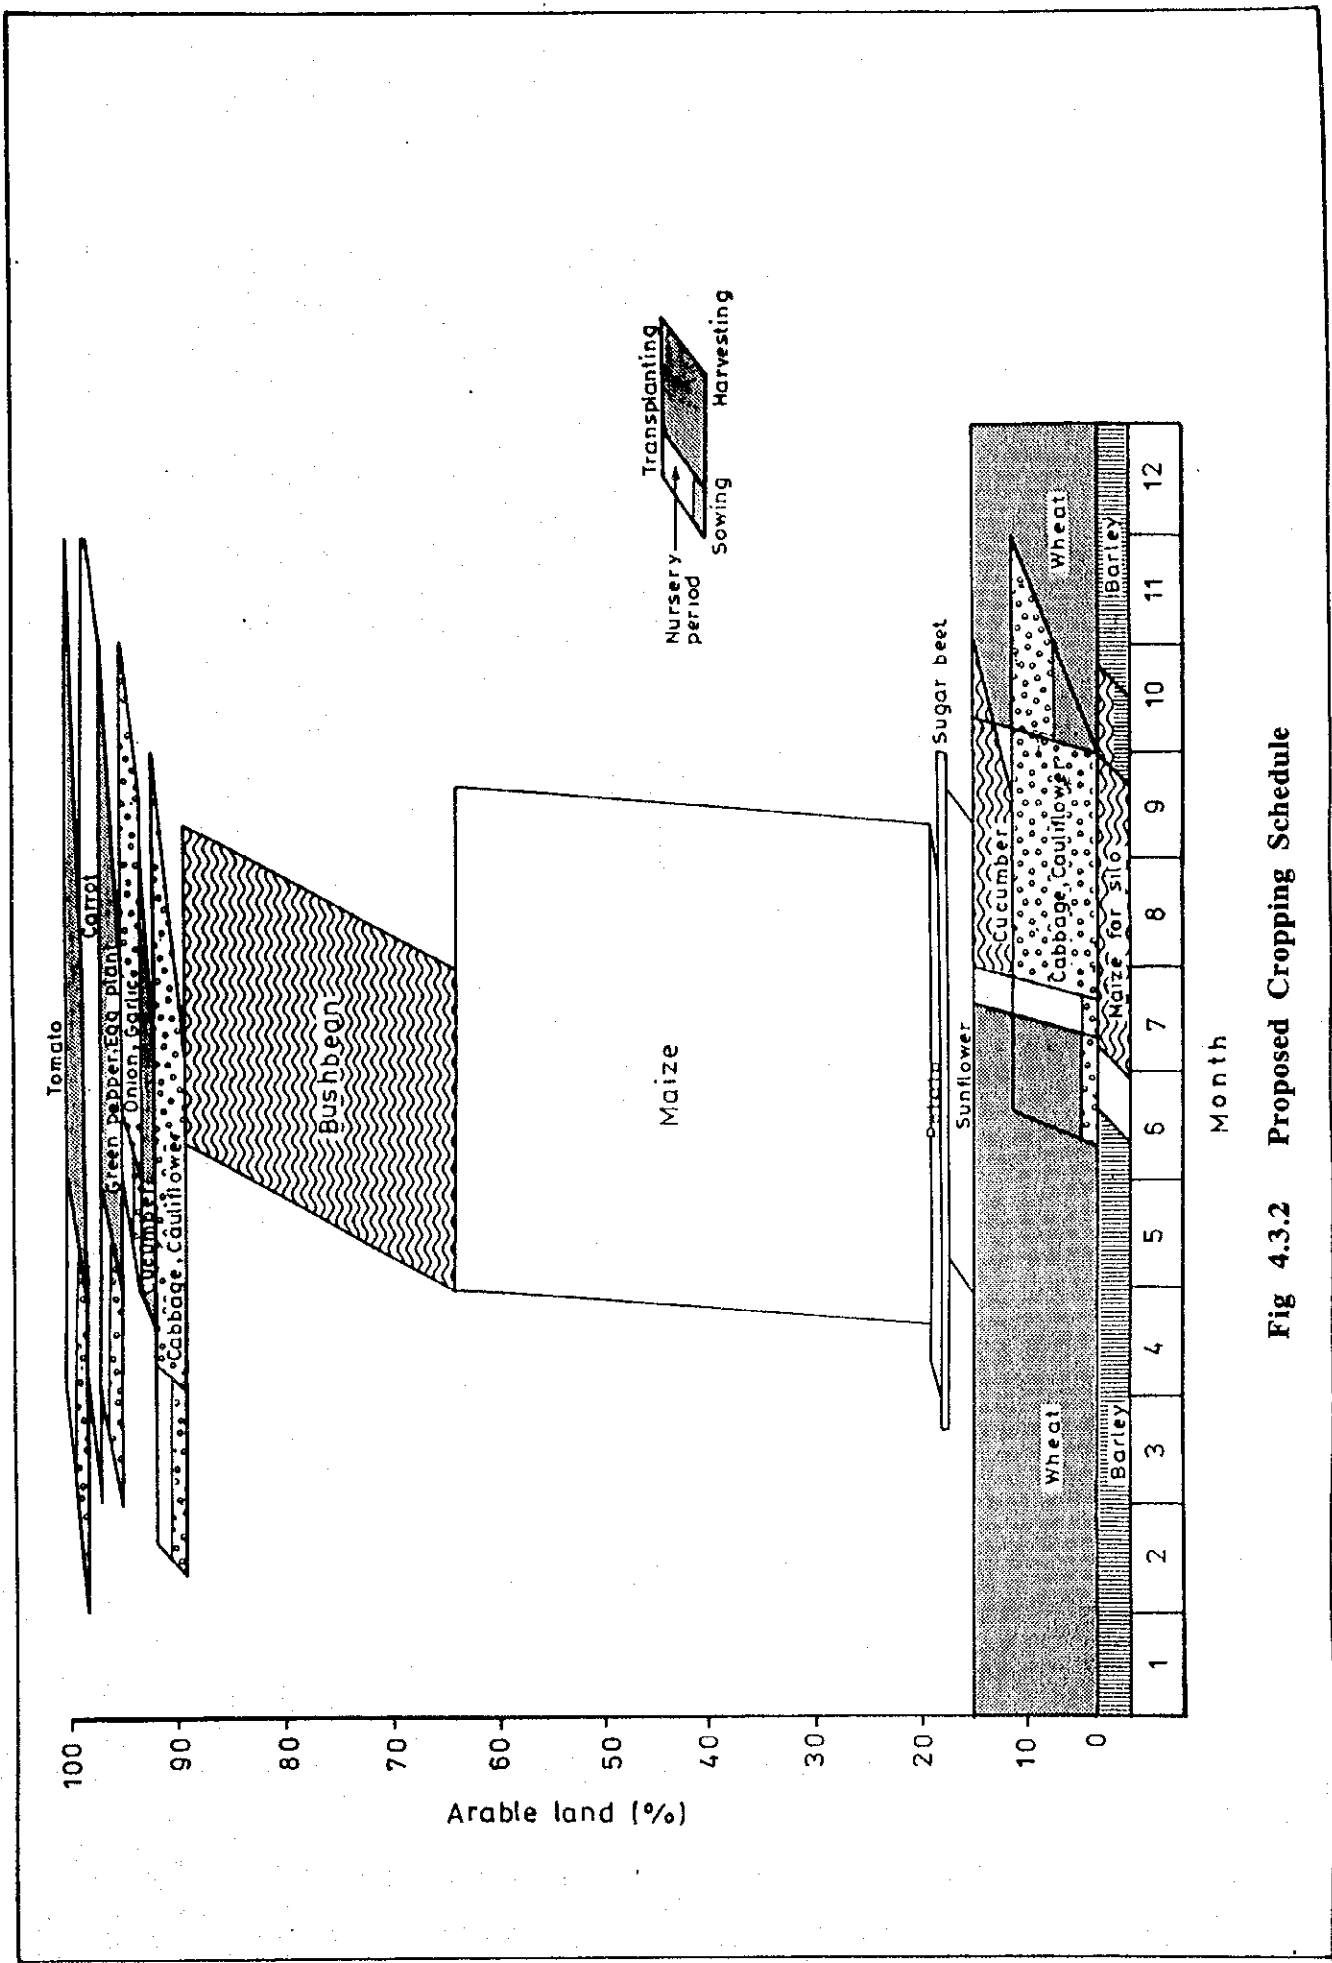 Tomato
Carrot
Green pepper, Egg plant
Onion, Garlic
Cucumber
Cabbage, Cauliflower
Bushbean
Maize
Potato
Sugar beet
Sunflower
Wheat
Cucumber
Cabbage, Cauliflower
Wheat
Barley
Maize for silo
Barley
Transplanting
Nursery
period
Sowing
Harvesting
100
90
80
70
60
50
40
30
20
10
0
Arable land (%)
1 2 3 4 5 6 7 8 9 10 11 12
Month
Fig 4.3.2 Proposed Cropping Schedule